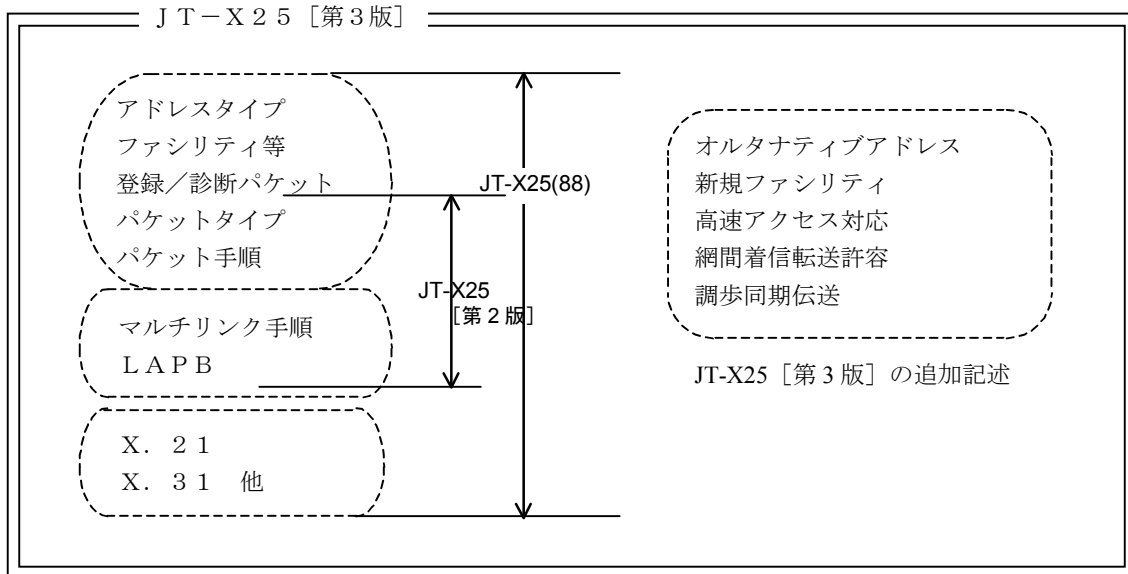 ＪＴ－Ｘ２５［第３版］
アドレスタイプ
ファシリティ等
登録／診断パケット
パケットタイプ
パケット手順
マルチリンク手順
ＬＡＰＢ
Ｘ．２１
Ｘ．３１　他
JT-X25(88)
JT-X25
［第２版］
オルタナティブアドレス
新規ファシリティ
高速アクセス対応
網間着信転送許容
調歩同期伝送
JT-X25［第３版］の追加記述